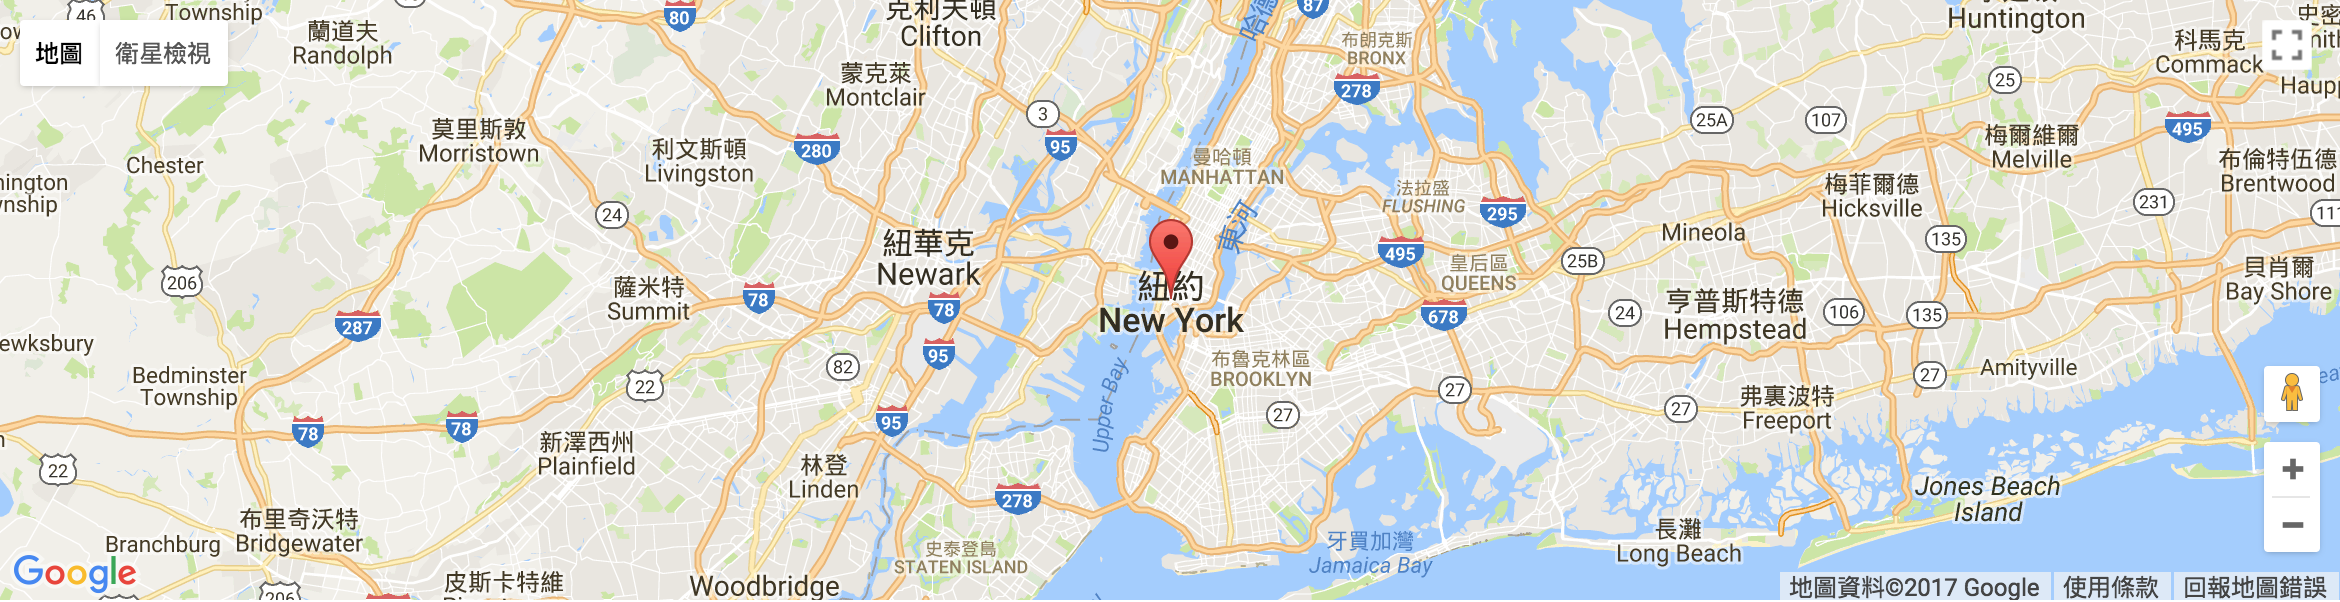 46
Township
80
克利夫頓
Clifton
87
Huntington
地圖
衛星檢視
蘭道夫
Randolph
蒙克萊
Montclair
布朗克斯
BRONX
278
科馬克
Commack
25
3
25A
107
495
莫里斯敦
Morristown
280
95
利文斯頓
Livingston
曼哈頓
MANHATTAN
梅爾維爾
Melville
布倫特伍德
Brentwood
Chester
法拉盛
FLUSHING
295
梅菲爾德
Hicksville
231
24
東河
Mineola
135
紐華克
Newark
495
25B
206
薩米特
Summit
78
78
紐約
New York
皇后區
QUEENS
678
亨普斯特德
Hempstead
24
106
135
貝肖爾
Bay Shore
287
95
82
Bedminster
Township
22
布魯克林區
BROOKLYN
27
27
27
27
Amityville
弗里波特
Freeport
Upper Bay
78
78
95
新澤西州
Plainfield
22
林登
Linden
278
Jones Beach
Island
布里奇沃特
Bridgewater
Branchburg
史泰登島
STATEN ISLAND
牙買加灣
Jamaica Bay
長灘
Long Beach
Google
皮斯卡特維
206
Woodbridge
地圖資料©2017 Google
使用條款
回報地圖錯誤